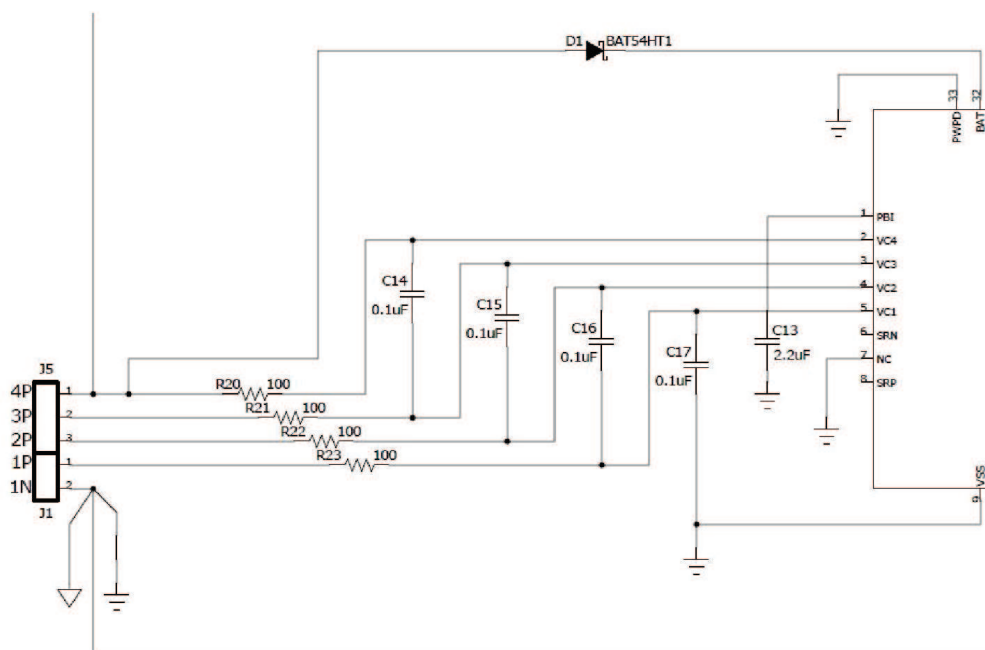 D1 BAT54HT1
33
32
PWPD
BAT
1 PBI
2 VC4
3 VC3
C14
4 VC2
0.1uF
C15
5 VC1
0.1uF
C16
C13
6 SRN
0.1uF
C17
2.2uF
7 NC
J5
0.1uF
8 SRP
4P 1
R20 100
3P 2
R21 100
2P 3
R22 100
1P 1
R23 100
1N 2
J1
VSS
9